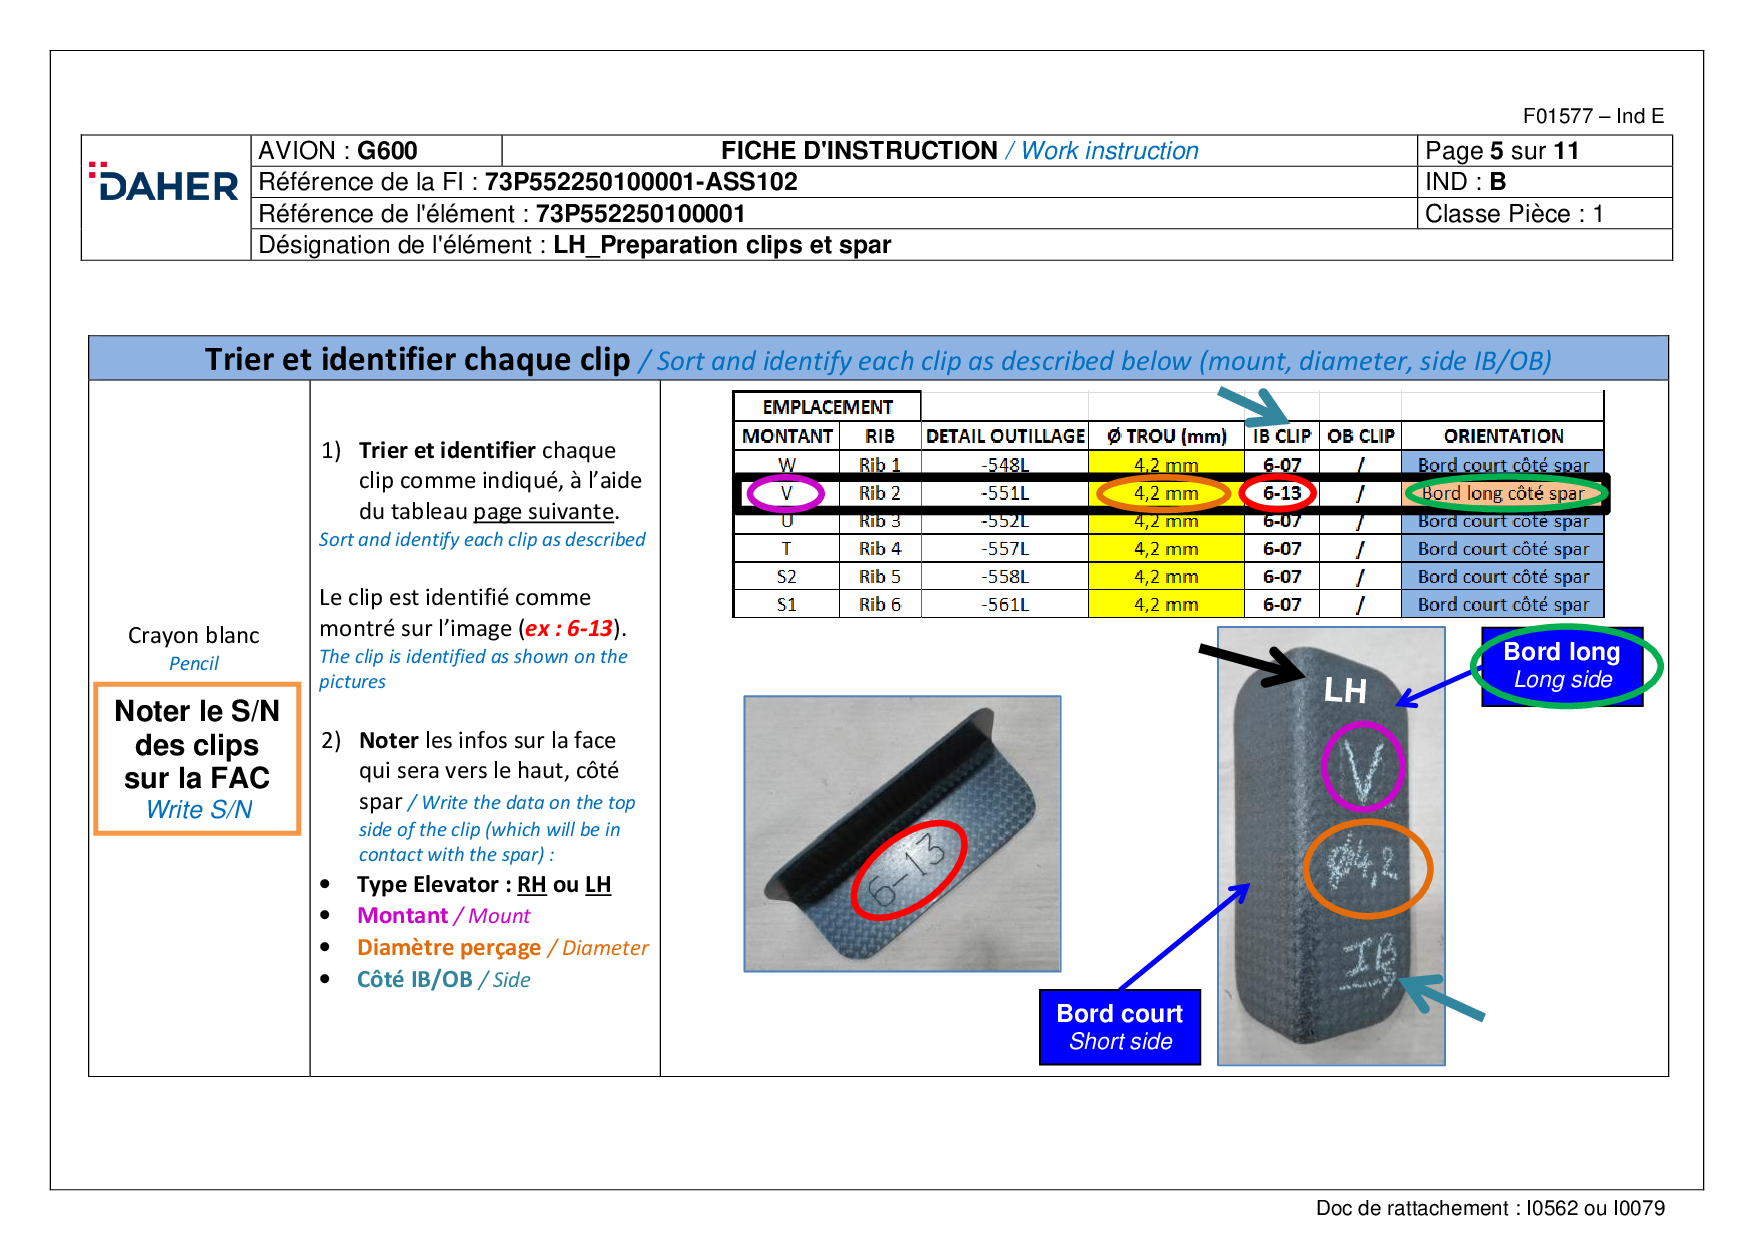 F01577 – Ind E
DAHER
AVION : G600
FICHE D'INSTRUCTION / Work instruction
Page 5 sur 11
Référence de la FI : 73P552250100001-ASS102
IND : B
Référence de l'élément : 73P552250100001
Classe Pièce : 1
Désignation de l'élément : LH_Preparation clips et spar
Trier et identifier chaque clip / Sort and identify each clip as described below (mount, diameter, side IB/OB)
Crayon blanc
Pencil
Noter le S/N
des clips
sur la FAC
Write S/N
1) Trier et identifier chaque
clip comme indiqué, à l'aide
du tableau page suivante.
Sort and identify each clip as described
Le clip est identifié comme
montré sur l'image (ex : 6-13).
The clip is identified as shown on the
pictures
2) Noter les infos sur la face
qui sera vers le haut, côté
spar / Write the data on the top
side of the clip (which will be in
contact with the spar) :
• Type Elevator : RH ou LH
• Montant / Mount
• Diamètre perçage / Diameter
• Côté IB/OB / Side
EMPLACEMENT
MONTANT RIB DETAIL OUTILLAGE Ø TROU (mm) IB CLIP OB CLIP ORIENTATION
W Rib 1 -548L 4,2 mm 6-07 / Bord court côté spar
V Rib 2 -551L 4,2 mm 6-13 / Bord long côté spar
U Rib 3 -552L 4,2 mm 6-07 / Bord court côté spar
T Rib 4 -557L 4,2 mm 6-07 / Bord court côté spar
S2 Rib 5 -558L 4,2 mm 6-07 / Bord court côté spar
S1 Rib 6 -561L 4,2 mm 6-07 / Bord court côté spar
6-13
LH
V
ø4,2
IB
Bord long
Long side
Bord court
Short side
Doc de rattachement : I0562 ou I0079